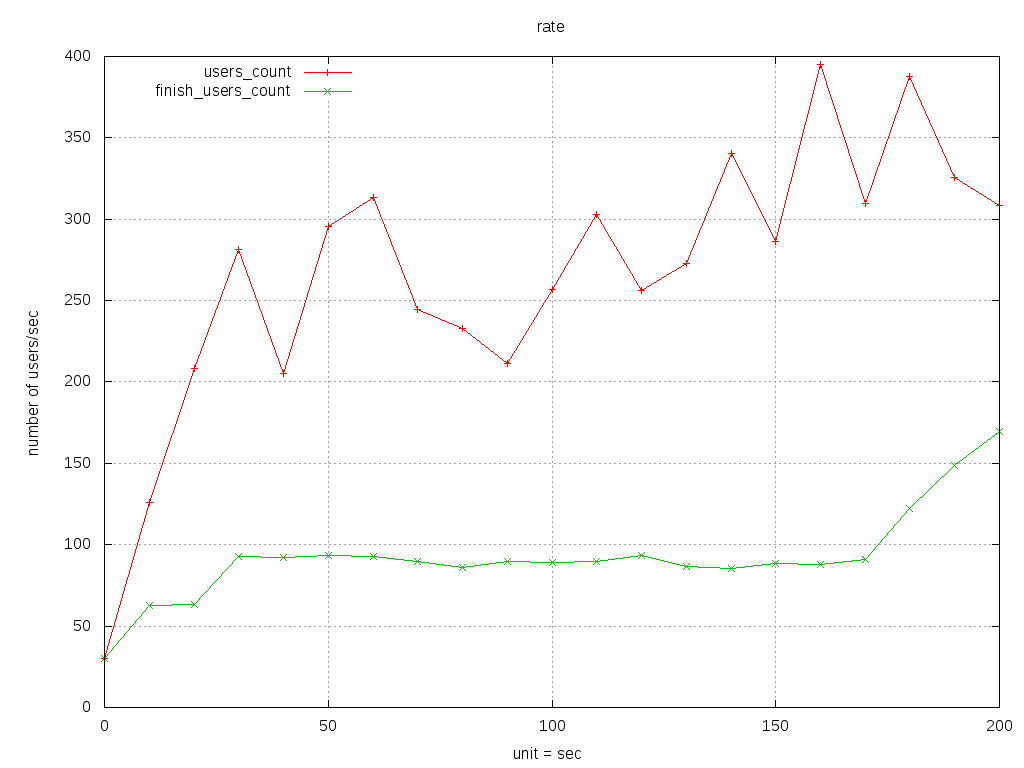 rate
400
350
300
250
200
150
100
50
0
users_count
finish_users_count
number of users/sec
0 50 100 150 200
unit = sec